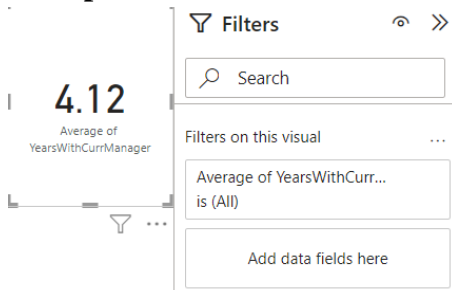 Filters
Search
4.12
Average of
YearsWithCurrManager
Filters on this visual
...
Average of YearsWithCurr...
is (All)
Add data fields here